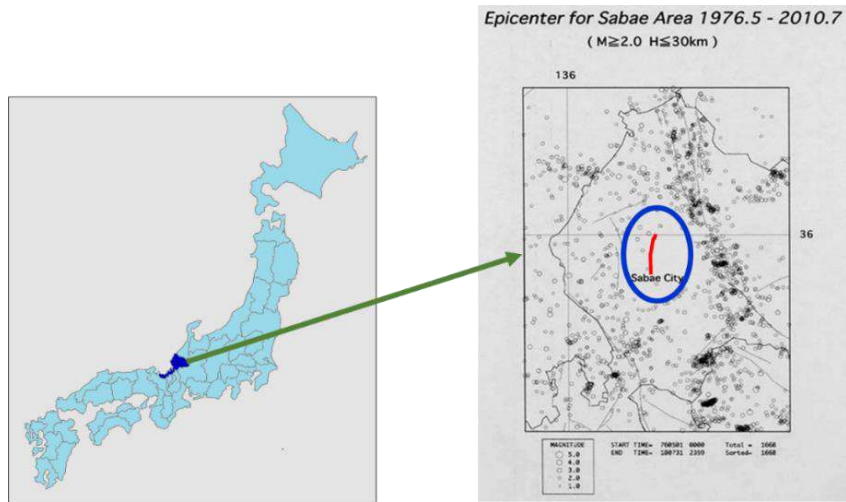 Epicenter for Sabae Area 1976.5 - 2010.7
( M≧2.0 H≦30km )
136
36
Sabae City
MAGNITUDE
5.0
4.0
3.0
2.0
1.0
START TIME= 760501 0000 Total = 1668
END TIME= 100731 2359 Sorted= 1668